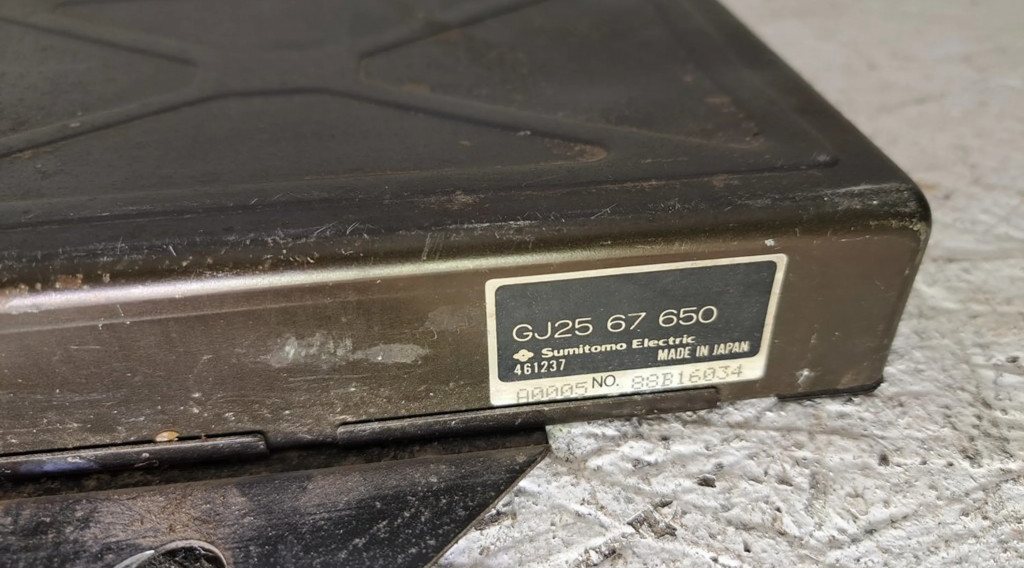 GJ25 67 650
Sumitomo Electric
461237 MADE IN JAPAN
A0005 NO. 88B16034